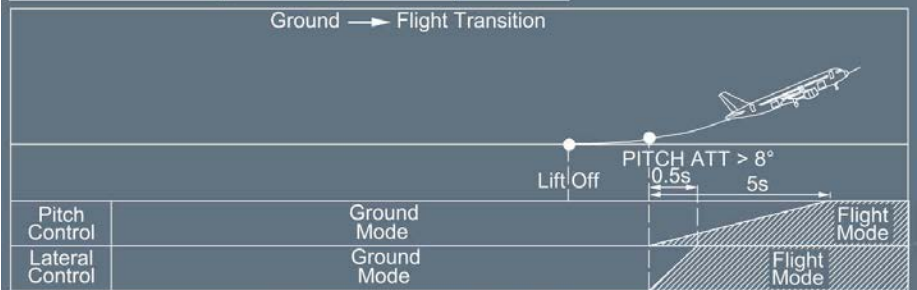 Ground → Flight Transition
PITCH ATT > 8°
Lift Off
0.5s
5s
Pitch
Control
Ground
Mode
Flight
Mode
Lateral
Control
Ground
Mode
Flight
Mode